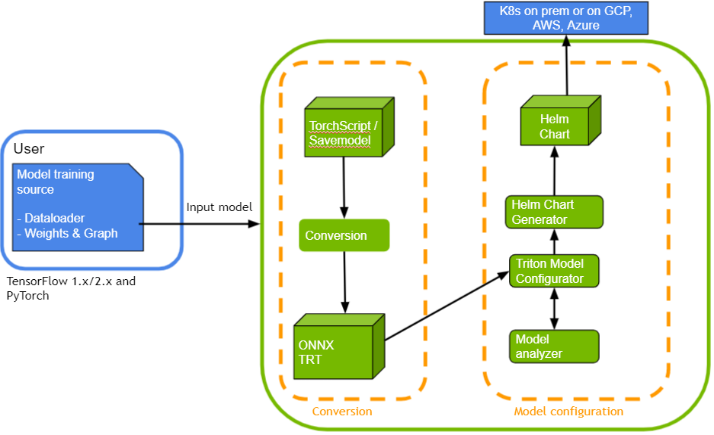 K8s on prem or on GCP,
AWS, Azure
User
Model training
source
- Dataloader
- Weights & Graph
TensorFlow 1.x/2.x and
PyTorch
Input model
TorchScript /
Savemodel
Conversion
ONNX
TRT
Conversion
Helm
Chart
Helm Chart
Generator
Triton Model
Configurator
Model
analyzer
Model configuration